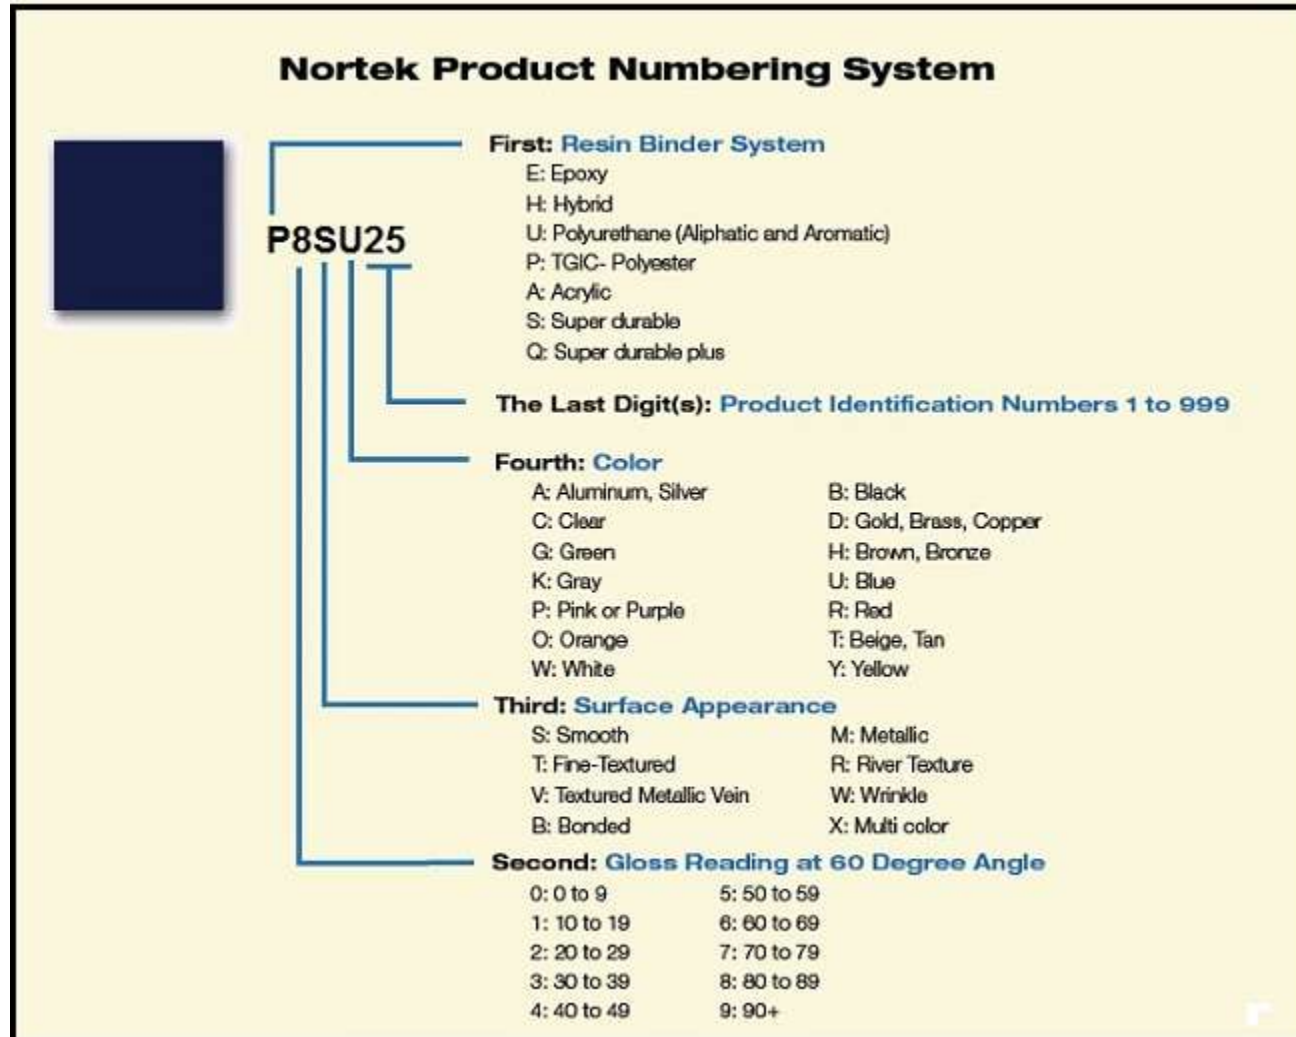 Nortek Product Numbering System
First: Resin Binder System
E: Epoxy
H: Hybrid
U: Polyurethane (Aliphatic and Aromatic)
P: TGIC- Polyester
A: Acrylic
S: Super durable
Q: Super durable plus
P8SU25
The Last Digit(s): Product Identification Numbers 1 to 999
Fourth: Color
A: Aluminum, Silver B: Black
C: Clear D: Gold, Brass, Copper
G: Green H: Brown, Bronze
K: Gray U: Blue
P: Pink or Purple R: Red
O: Orange T: Beige, Tan
W: White Y: Yellow
Third: Surface Appearance
S: Smooth M: Metallic
T: Fine-Textured R: River Texture
V: Textured Metallic Vein W: Wrinkle
B: Bonded X: Multi color
Second: Gloss Reading at 60 Degree Angle
0: 0 to 9 5: 50 to 59
1: 10 to 19 6: 60 to 69
2: 20 to 29 7: 70 to 79
3: 30 to 39 8: 80 to 89
4: 40 to 49 9: 90+